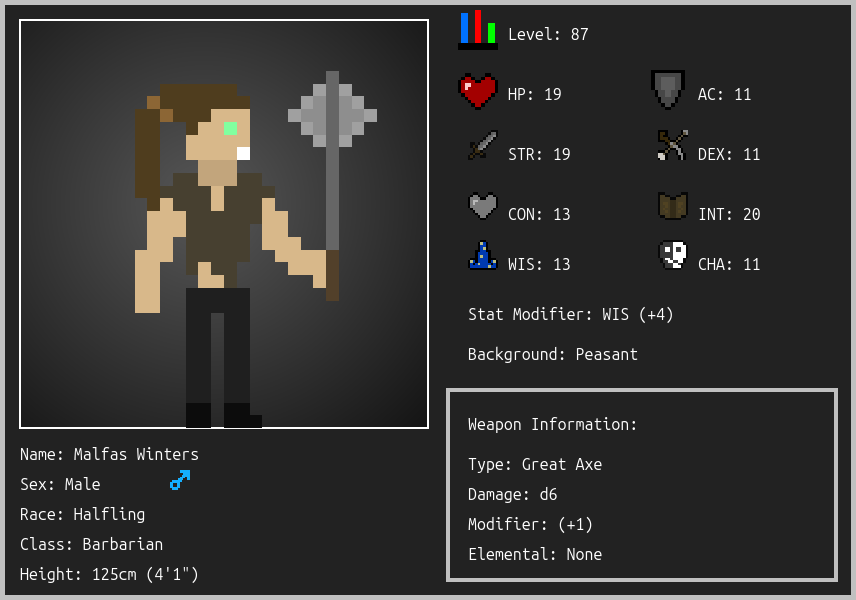 Level: 87
HP: 19
AC: 11
STR: 19
DEX: 11
CON: 13
INT: 20
WIS: 13
CHA: 11
Stat Modifier: WIS (+4)
Background: Peasant
Weapon Information:
Type: Great Axe
Damage: d6
Modifier: (+1)
Elemental: None
Name: Malfas Winters
Sex: Male
Race: Halfling
Class: Barbarian
Height: 125cm (4'1")